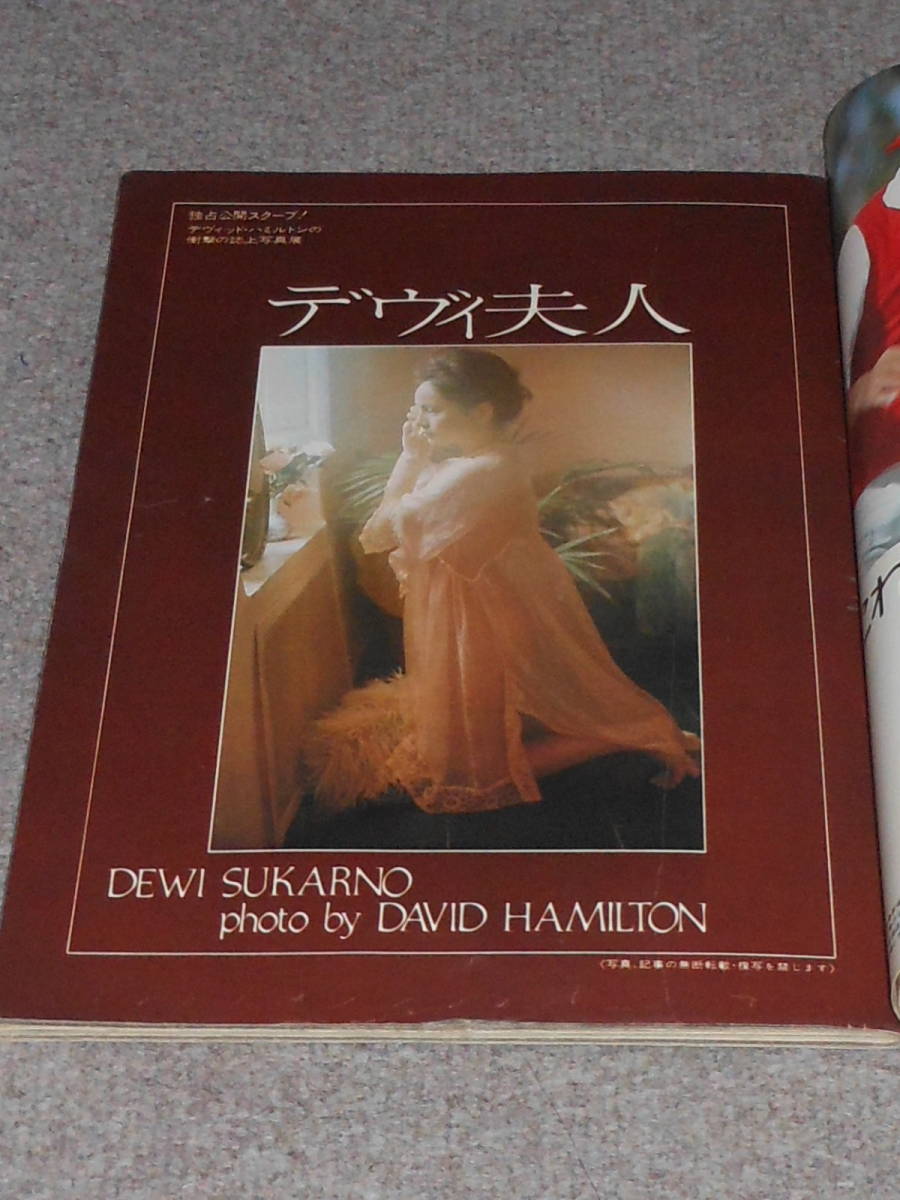 独占公開スクープ!
デヴィッド・ハミルトンの
衝撃の誌上写真展
デヴィ夫人
DEWI SUKARNO
photo by DAVID HAMILTON
(写真、記事の無断転載・複写を禁じます)